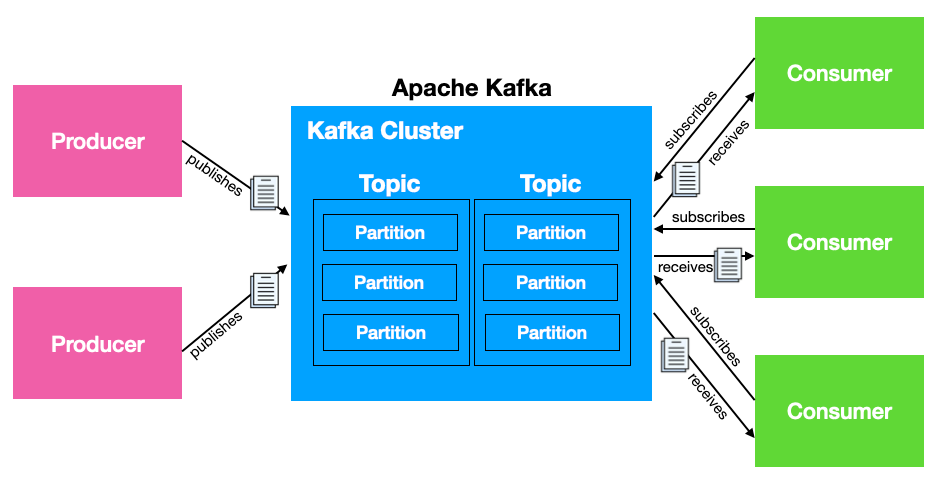 Apache Kafka
Producer
publishes
Producer
publishes
Kafka Cluster
Topic
Partition
Partition
Partition
Topic
Partition
Partition
Partition
subscribes
receives
Consumer
subscribes
receives
Consumer
subscribes
receives
Consumer